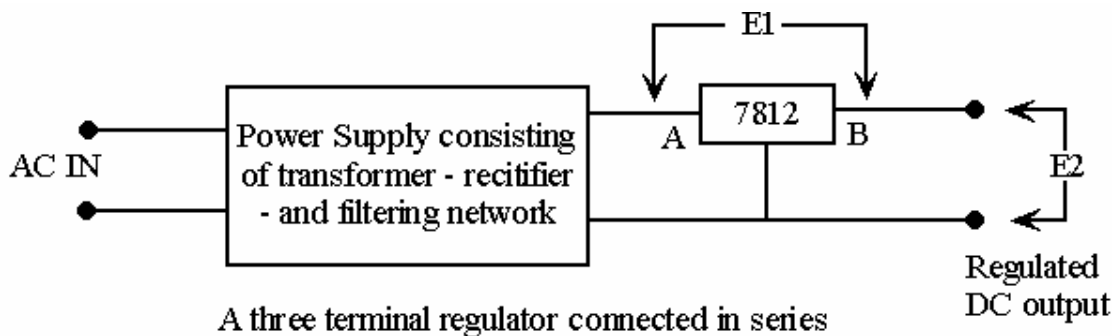 E1
7812
A
B
AC IN
Power Supply consisting
of transformer - recitifier
- and filtering network
E2
Regulated
DC output
A three terminal regulator connected in series